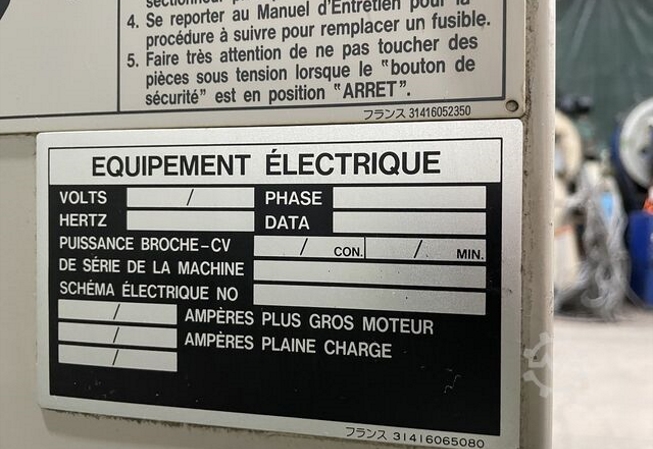 4. Se reporter au Manuel d'Entretien pour la
procédure à suivre pour remplacer un fusible.
5. Faire très attention de ne pas toucher des
pièces sous tension lorsque le "bouton de
sécurité" est en position "ARRET".
フランス 31416052350
EQUIPEMENT ÉLECTRIQUE
VOLTS / PHASE
HERTZ DATA
PUISSANCE BROCHE-CV / CON. / MIN.
DE SÉRIE DE LA MACHINE
SCHÉMA ÉLECTRIQUE NO
/ AMPÈRES PLUS GROS MOTEUR
/ AMPÈRES PLAINE CHARGE
/
フランス 31416065080